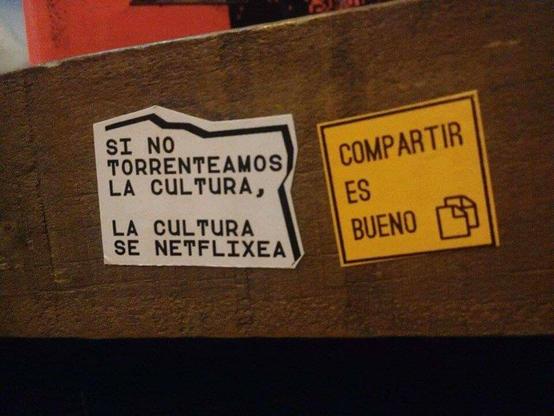 SI NO
TORRENTEAMOS
LA CULTURA,
LA CULTURA
SE NETFLIXEA
COMPARTIR
ES
BUENO